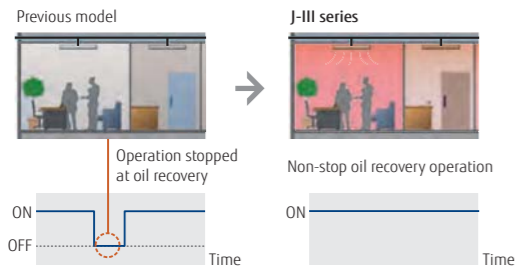 Previous model
J-III series
Operation stopped
at oil recovery
Non-stop oil recovery operation
ON
OFF
Time
ON
Time